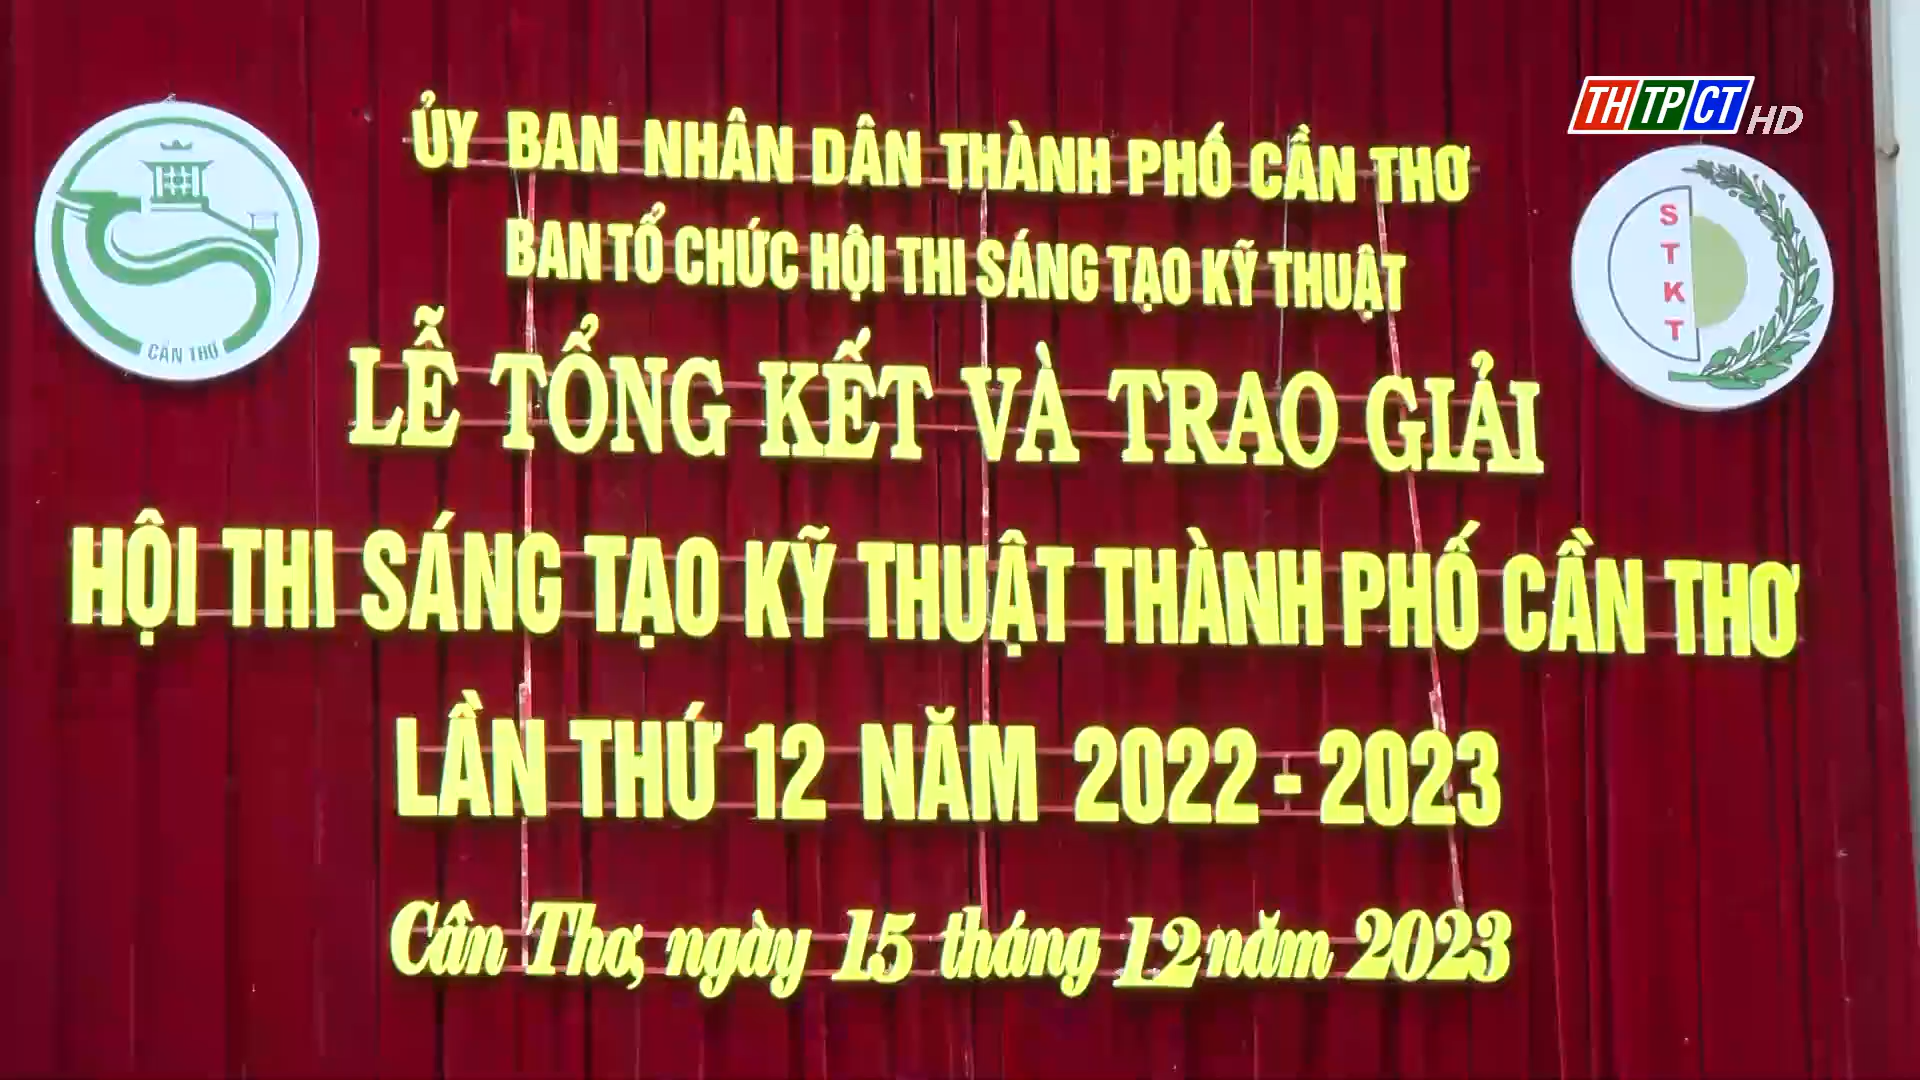 THTPCT HD
ỦY BAN NHÂN DÂN THÀNH PHỐ CẦN THƠ
BAN TỔ CHỨC HỘI THI SÁNG TẠO KỸ THUẬT
LỄ TỔNG KẾT VÀ TRAO GIẢI
HỘI THI SÁNG TẠO KỸ THUẬT THÀNH PHỐ CẦN THƠ
LẦN THỨ 12 NĂM 2022 - 2023
Cần Thơ, ngày 15 tháng 12 năm 2023
CẦN THƠ
STKT